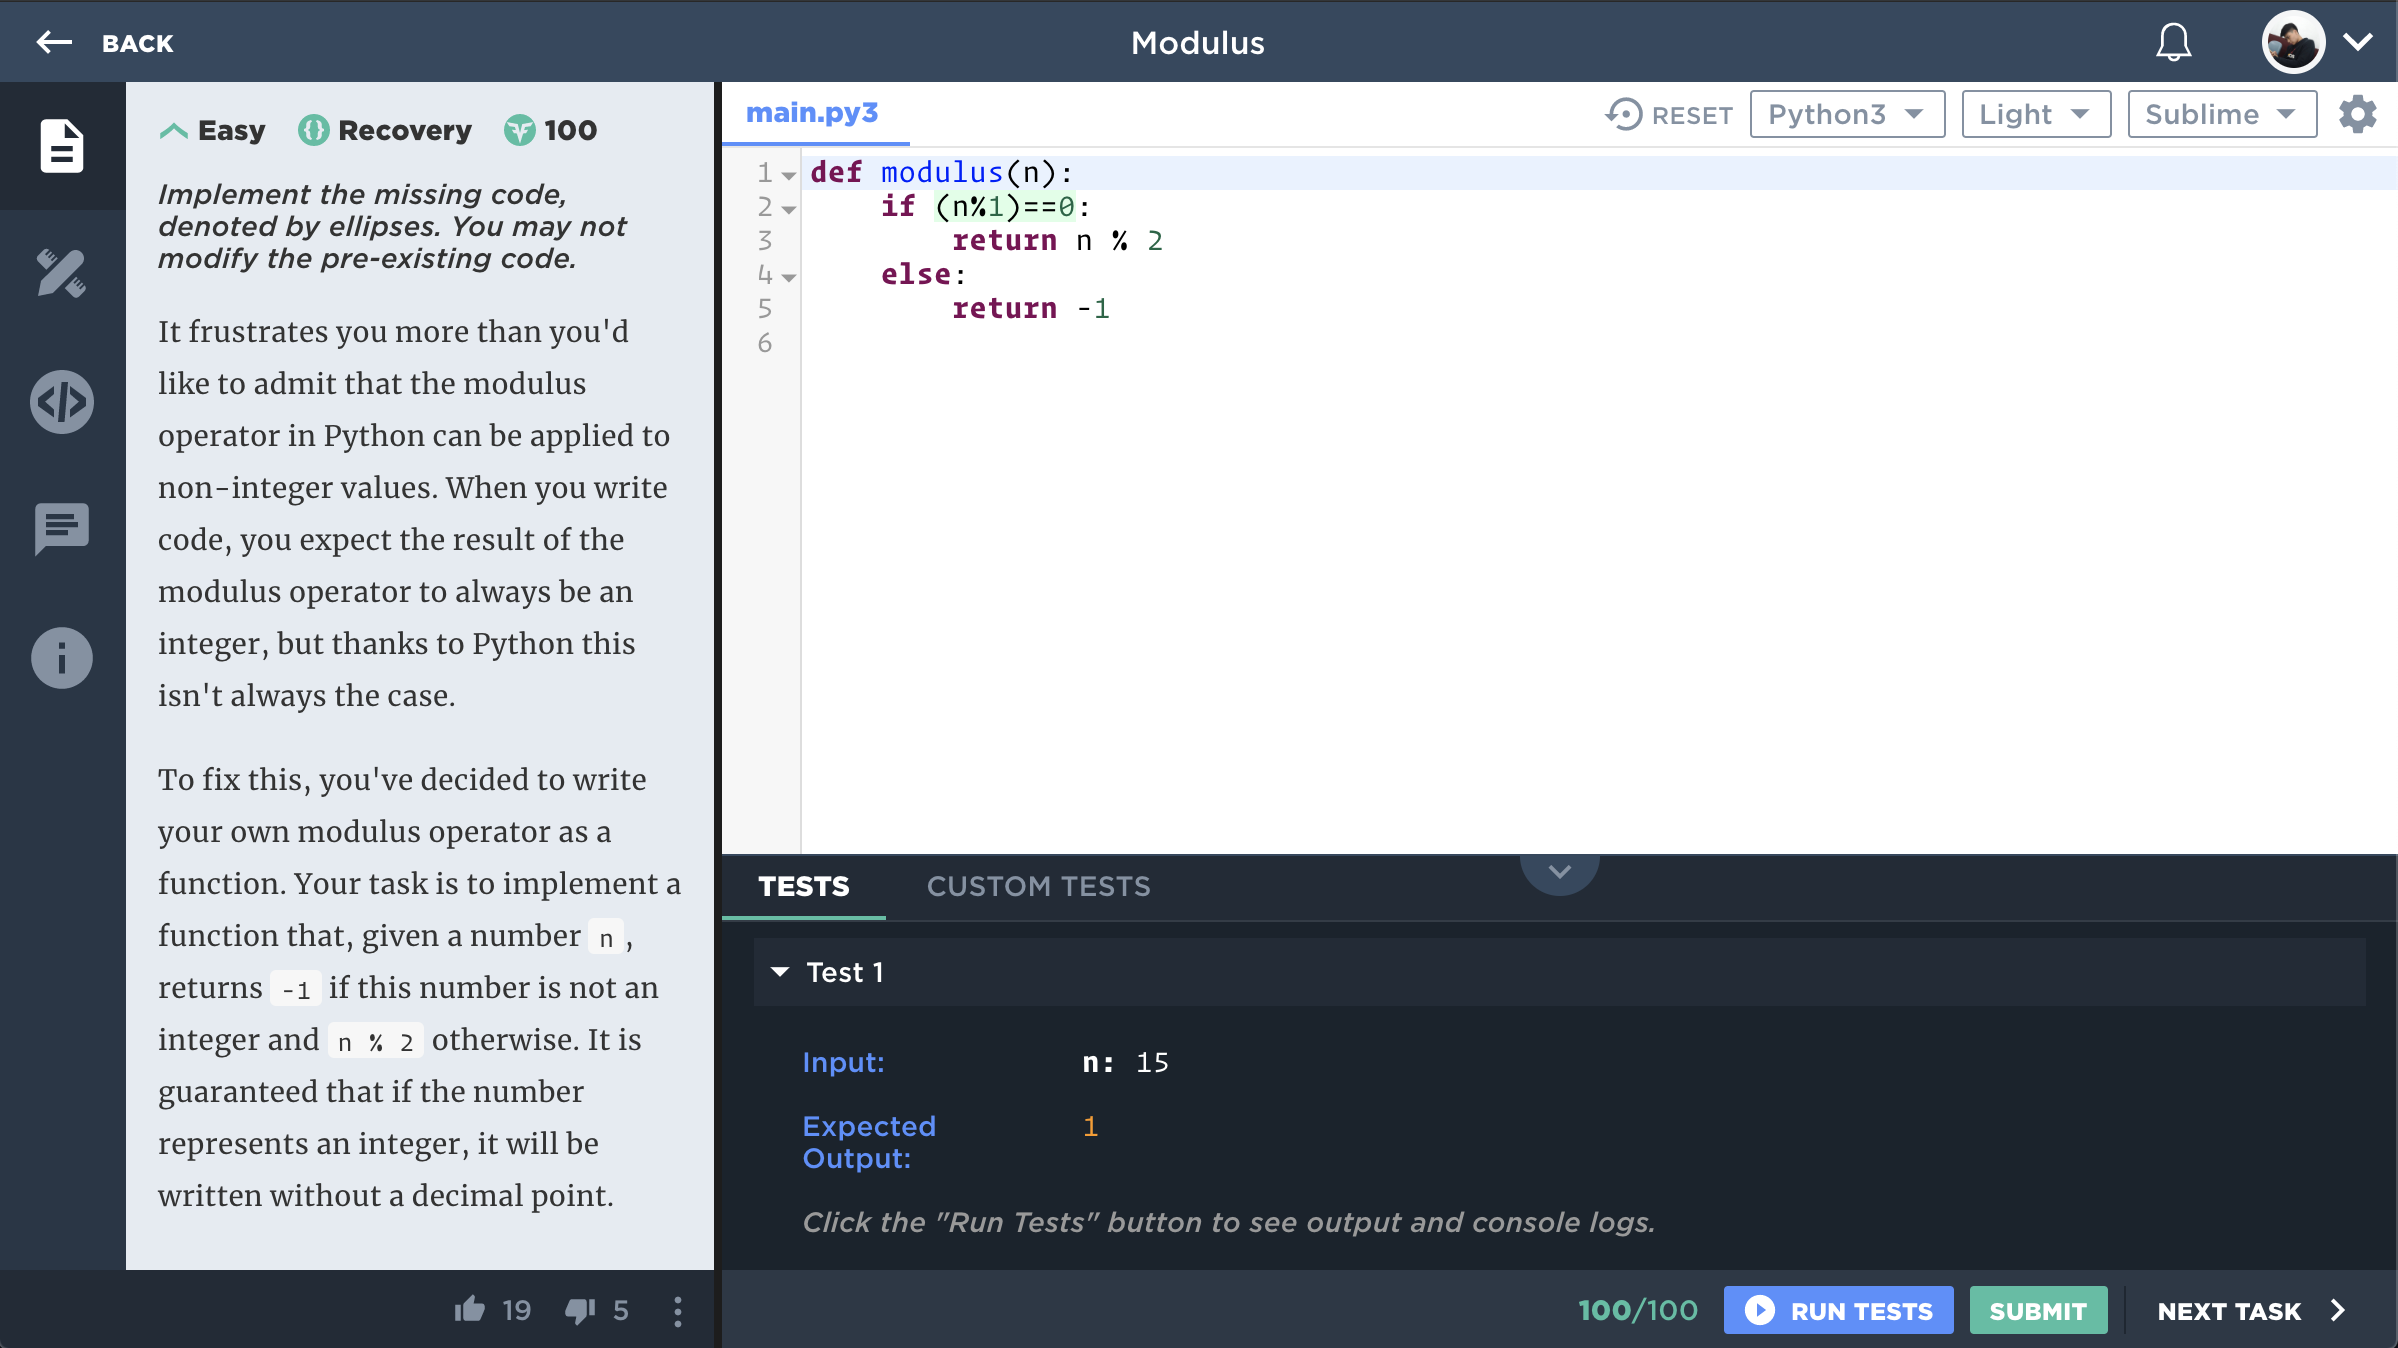 BACK
Modulus
Easy Recovery 100
Implement the missing code,
denoted by ellipses. You may not
modify the pre-existing code.
It frustrates you more than you'd
like to admit that the modulus
operator in Python can be applied to
non-integer values. When you write
code, you expect the result of the
modulus operator to always be an
integer, but thanks to Python this
isn't always the case.
To fix this, you've decided to write
your own modulus operator as a
function. Your task is to implement a
function that, given a number n,
returns -1 if this number is not an
integer and n % 2 otherwise. It is
guaranteed that if the number
represents an integer, it will be
written without a decimal point.
19 5
main.py3
RESET Python3 Light Sublime
1 def modulus(n):
2 if (n%1)==0:
3 return n % 2
4 else:
5 return -1
6
TESTS CUSTOM TESTS
Test 1
Input: n: 15
Expected 1
Output:
Click the "Run Tests" button to see output and console logs.
100/100 RUN TESTS SUBMIT NEXT TASK